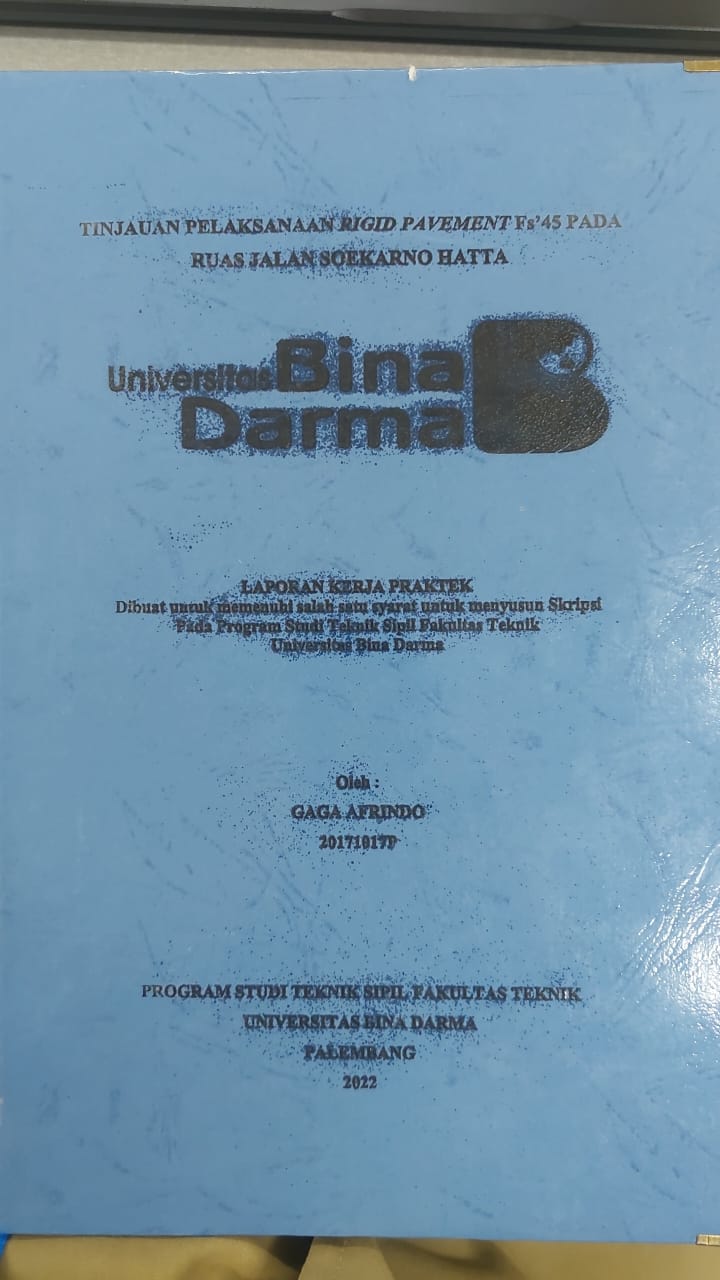 TINJAUAN PELAKSANAAN RIGID PAVEMENT Fs'45 PADA
RUAS JALAN SOEKARNO HATTA
Universitas Bina
Darma
LAPORAN KERJA PRAKTEK
Dibuat untuk memenuhi salah satu syarat untuk menyusun Skripsi
Pada Program Studi Teknik Sipil Fakultas Teknik
Universitas Bina Darma
Oleh :
GAGA AFRINDO
20171017P
PROGRAM STUDI TEKNIK SIPIL FAKULTAS TEKNIK
UNIVERSITAS BINA DARMA
PALEMBANG
2022